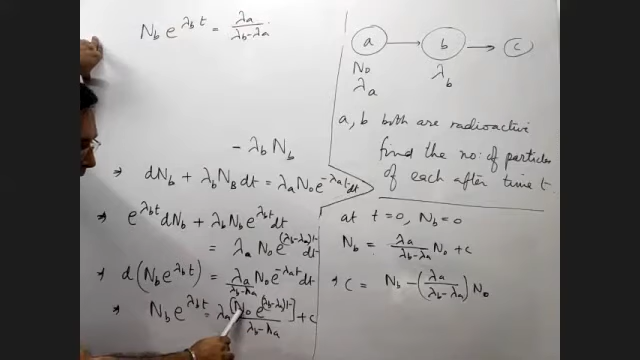 N_b e^{λ_b t} = λ_a / (λ_b - λ_a)
- λ_b N_b
⇒ dN_b + λ_b N_B dt = λ_a N_0 e^{-λ_a t} dt
⇒ e^{λ_b t} dN_b + λ_b N_b e^{λ_b t} dt
= λ_a N_0 e^{(λ_b - λ_a)t} dt
⇒ d(N_b e^{λ_b t}) = λ_a / (λ_b - λ_a) N_0 e^{-λ_a t} dt
⇒ N_b e^{λ_b t} = λ_a [N_0 e^{(λ_b - λ_a)t} / (λ_b - λ_a)] + c
a → b → c
N_0
λ_a
λ_b
a, b both are radioactive
find the no: of particles
of each after time t.
at t=0, N_b=0
N_b = λ_a / (λ_b - λ_a) N_0 + c
⇒ C = N_b - (λ_a / (λ_b - λ_a)) N_0